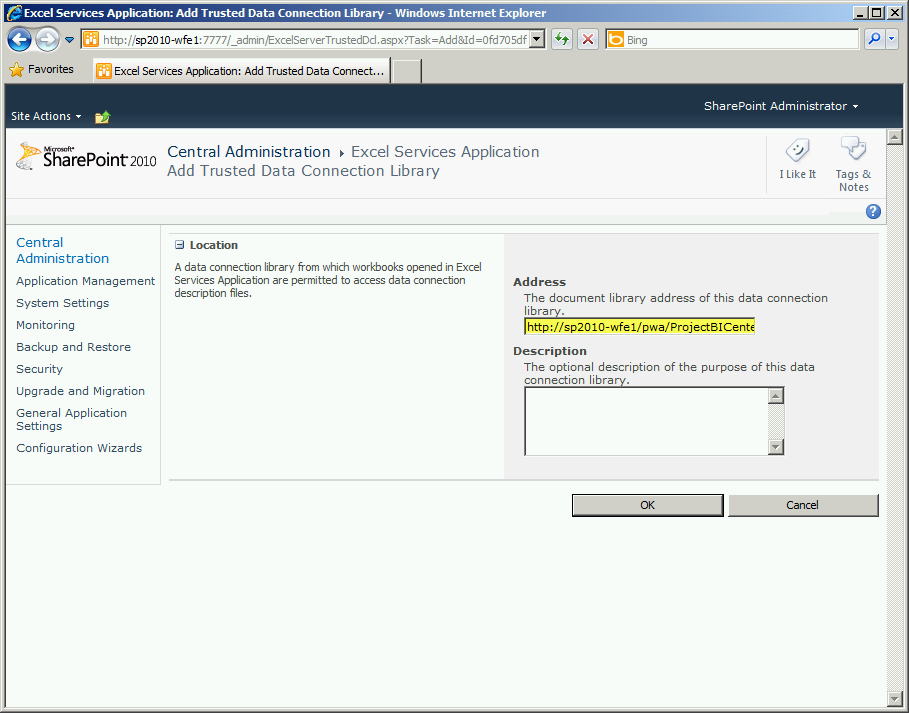 Excel Services Application: Add Trusted Data Connection Library - Windows Internet Explorer
http://sp2010-wfe1:7777/_admin/ExcelServerTrustedDcl.aspx?Task=Add&Id=0fd705df
Bing
Favorites
Excel Services Application: Add Trusted Data Connect...
Site Actions
SharePoint Administrator
Microsoft®
SharePoint 2010
Central Administration
Excel Services Application
Add Trusted Data Connection Library
I Like It
Tags &
Notes
Central
Administration
Application Management
System Settings
Monitoring
Backup and Restore
Security
Upgrade and Migration
General Application
Settings
Configuration Wizards
Location
A data connection library from which workbooks opened in Excel
Services Application are permitted to access data connection
description files.
Address
The document library address of this data connection
library.
http://sp2010-wfe1/pwa/ProjectBICente
Description
The optional description of the purpose of this data
connection library.
OK
Cancel